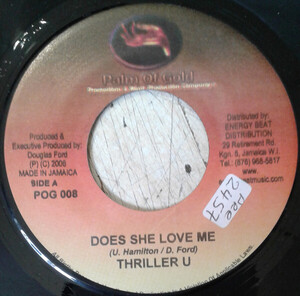 Palm Of Gold
Produced &
Executive Produced by:
Douglas Ford
(P) (C) 2006
MADE IN JAMAICA
SIDE A
POG 008
Distributed by:
ENERGY BEAT
DISTRIBUTION
29 Retirement Rd.
Kgn. 5, Jamaica W.I.
Tel.: (876) 968-5817
DOES SHE LOVE ME
(U. Hamilton / D. Ford)
THRILLER U